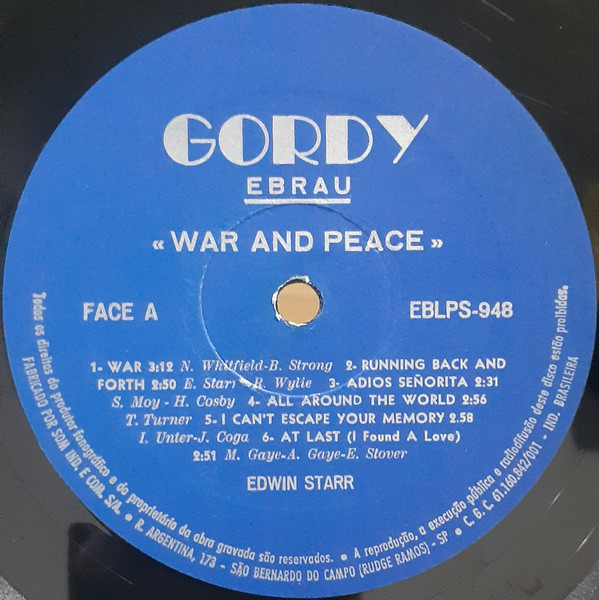 GORDY
EBRAU
« WAR AND PEACE »
FACE A
EBLPS-948
1- WAR 3:12 N. Whitfield-B. Strong 2- RUNNING BACK AND
FORTH 2:50 E. Starr - R. Wylie 3- ADIOS SEÑORITA 2:31
S. Moy - H. Cosby 4- ALL AROUND THE WORLD 2:56
T. Turner 5- I CAN'T ESCAPE YOUR MEMORY 2.58
I. Unter-J. Coga 6- AT LAST (I Found A Love)
2:51 M. Gaye-A. Gaye-E. Stover
EDWIN STARR
Todos os direitos do produtor fonográfico e do proprietário da obra gravada são reservados. • A reprodução, a execução pública e radiodifusão deste disco estão proibidas.
FABRICADO POR SOM IND. E COM. S/A. • R. ARGENTINA, 173 - SÃO BERNARDO DO CAMPO (RUDGE RAMOS) - SP • C. G. C 61.160.842/001 - IND. BRASILEIRA